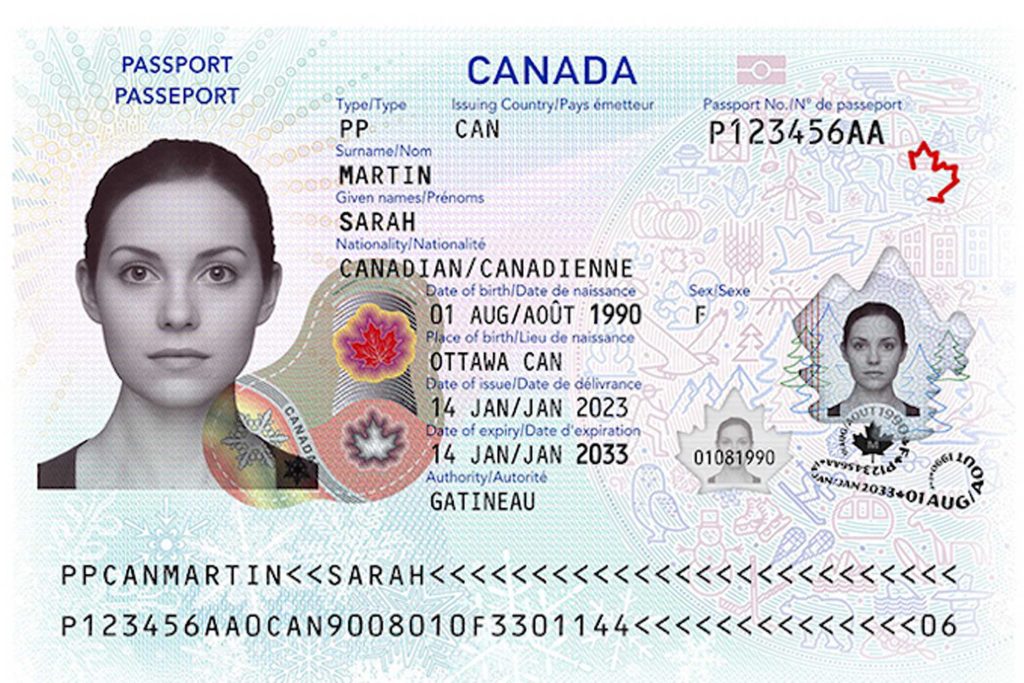 PASSPORT
PASSEPORT
CANADA
Type/Type Issuing Country/Pays émetteur Passport No./N° de passeport
PP CAN P123456AA
Surname/Nom
MARTIN
Given names/Prénoms
SARAH
Nationality/Nationalité
CANADIAN/CANADIENNE
Date of birth/Date de naissance Sex/Sexe
01 AUG/AOÛT 1990 F
Place of birth/Lieu de naissance
OTTAWA CAN
Date of issue/Date de délivrance
14 JAN/JAN 2023
Date of expiry/Date d'expiration
14 JAN/JAN 2033
Authority/Autorité
GATINEAU
CANADA
01081990
PPCANMARTIN<<SARAH<<<<<<<<<<<<<<<<<<<<<<<<<<
P123456AA0CAN9008010F3301144<<<<<<<<<<<<<<06